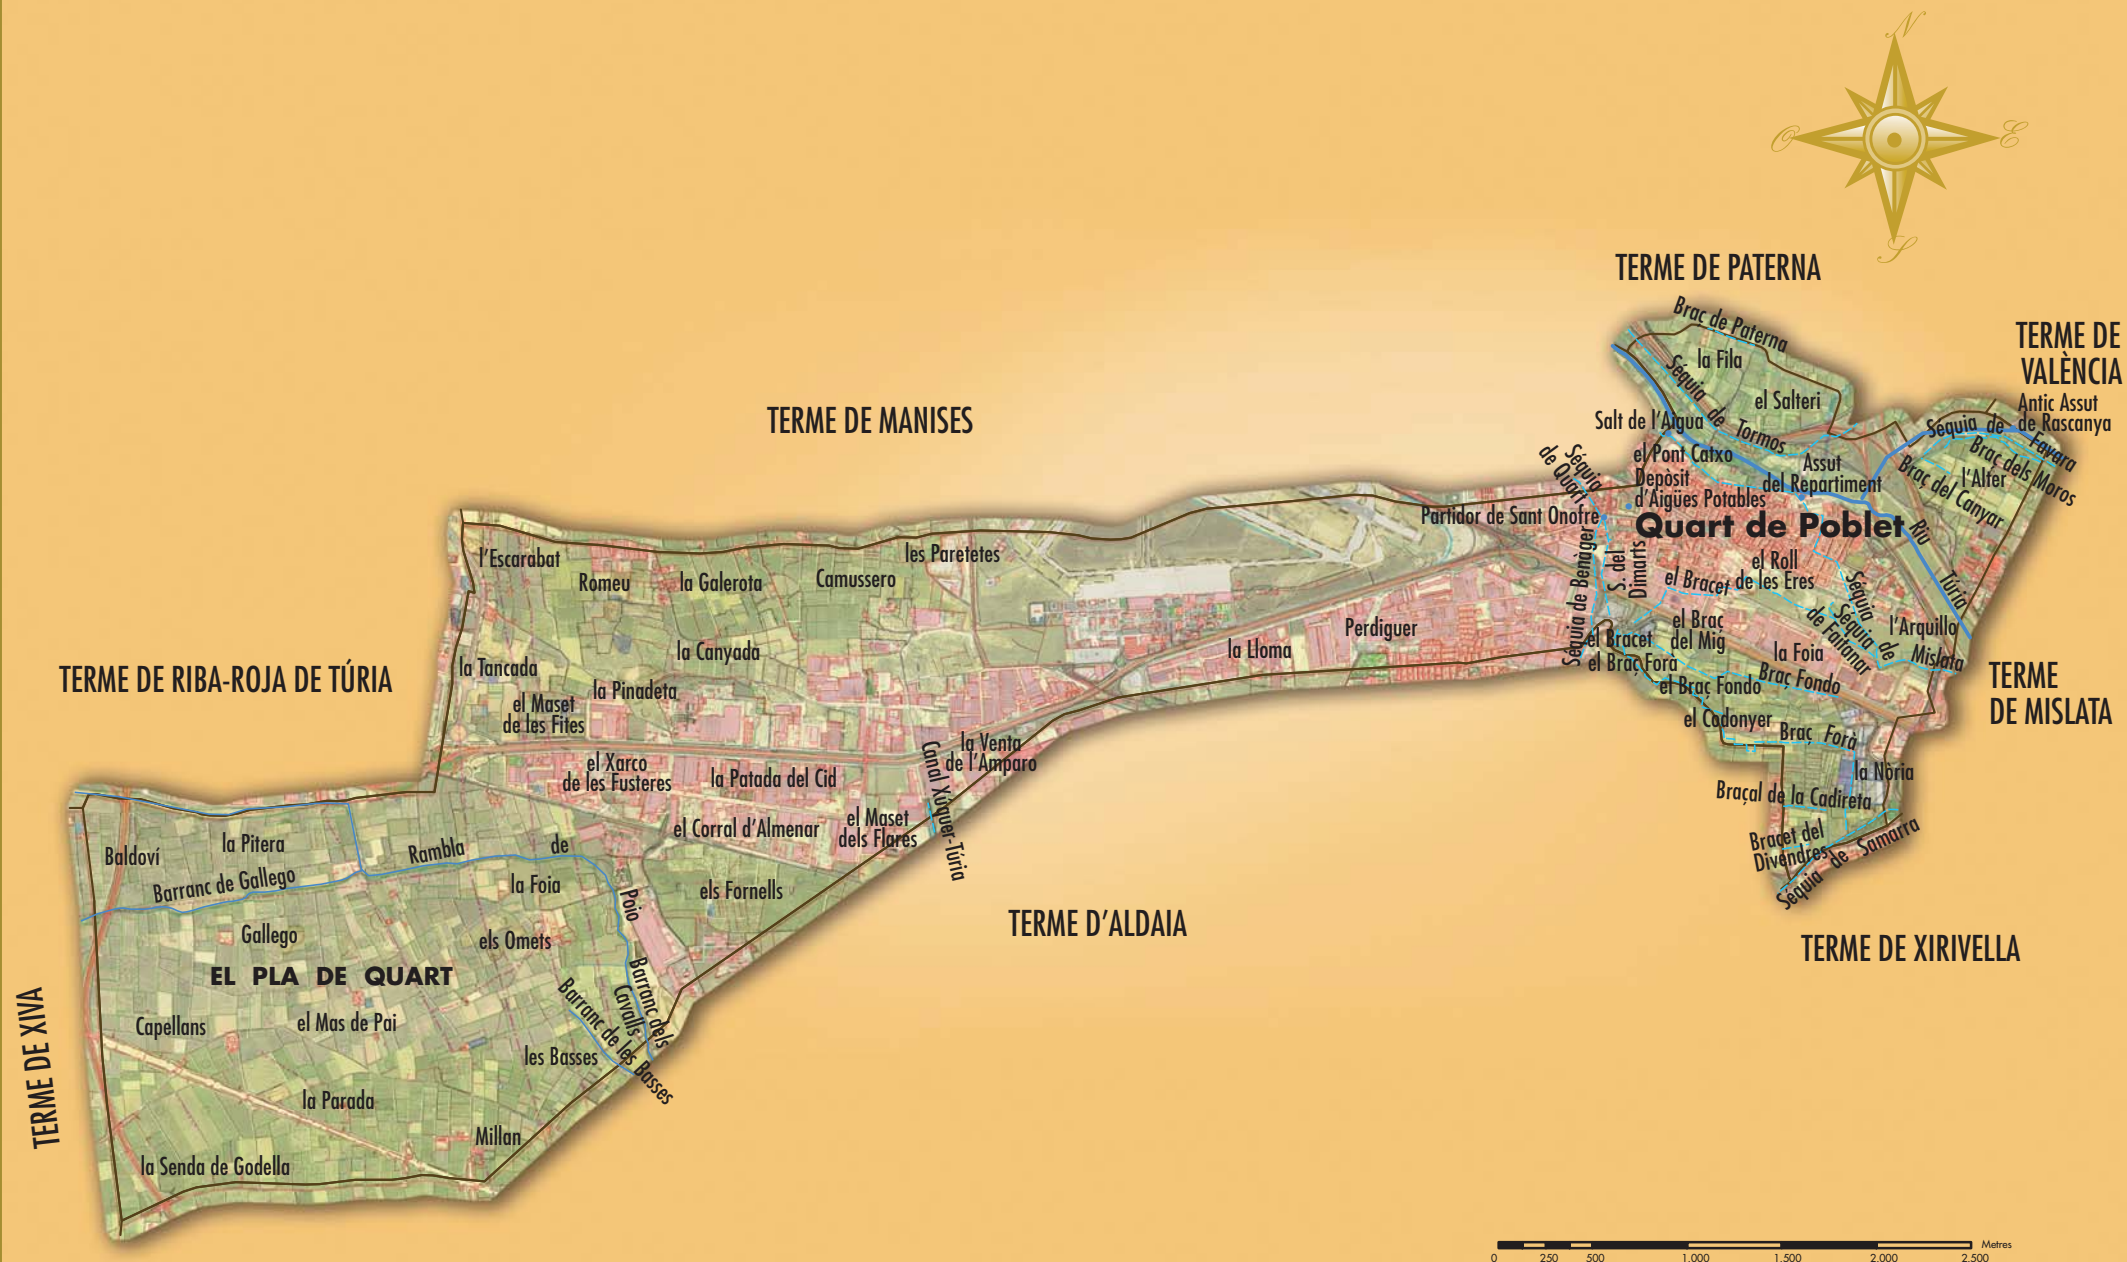 N
O
E
S
TERME DE PATERNA
TERME DE
VALÈNCIA
TERME DE MANISES
TERME DE RIBA-ROJA DE TÚRIA
TERME
DE MISLATA
TERME D'ALDAIA
TERME DE XIRIVELLA
TERME DE XIVA
Braç de Paterna
la Fila
Séquia de Tormos
el Salteri
Salt de l'Aigua
Antic Assut
de Rascanya
Séquia de Favara
Braç dels Moros
l'Alter
Braç del Canyar
el Pont Catxo
Assut
del Repartiment
Depòsit
d'Aigües Potables
Séquia
de Quart
Partidor de Sant Onofre
Quart de Poblet
Riu Túria
Séquia de Benàger
S. del
Dimarts
el Roll
de les Eres
el Bracet
Séquia
de Faitanar
Séquia de Mislata
l'Arquillo
el Braç
del Mig
el Bracet
el Braç Forà
la Foia
Braç Fondo
el Braç Fondo
el Codonyer
Braç Forà
la Nòria
Braçal de la Cadireta
Bracet del
Divendres
Séquia de Samarra
l'Escarabat
Romeu
la Galerota
Camussero
les Paretetes
la Canyada
la Tancada
la Pinadeta
el Maset
de les Fites
Perdiguer
la Lloma
la Venta
de l'Amparo
Canal Xúquer-Túria
el Xarco
de les Fusteres
la Patada del Cid
el Corral d'Almenar
el Maset
dels Flares
els Fornells
Baldoví
la Pitera
Rambla de Poio
Barranc de Gallego
la Foia
Gallego
els Omets
EL PLA DE QUART
Barranc dels
Cavalls
Barranc de les Basses
Capellans
el Mas de Pai
les Basses
la Parada
Millan
la Senda de Godella
Metres
0 250 500 1.000 1.500 2.000 2.500